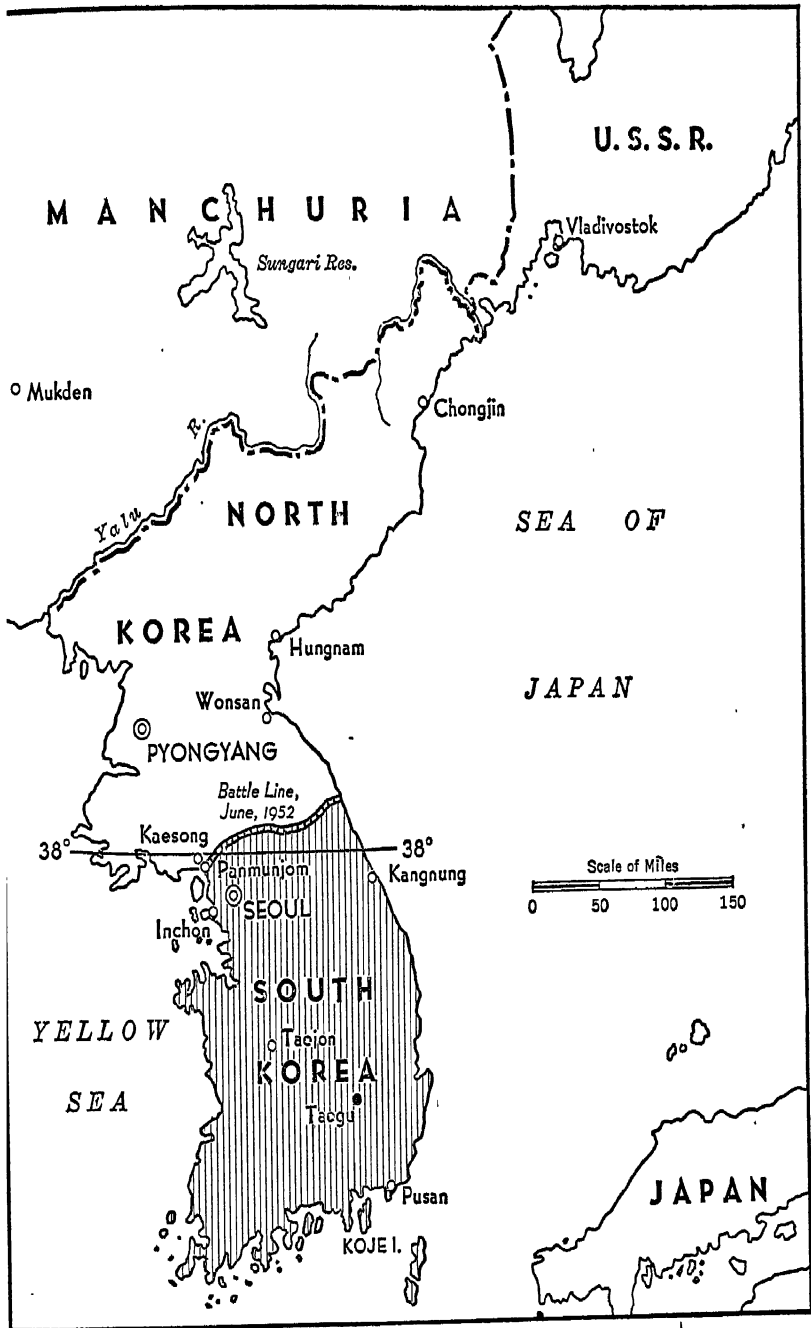 U.S.S.R.
MANCHURIA
Vladivostok
Sungari Res.
Mukden
Chongjin
Yalu R.
NORTH
KOREA
SEA OF
JAPAN
Hungnam
Wonsan
PYONGYANG
Battle Line,
June, 1952
Kaesong
38°
38°
Panmunjom
Kangnung
SEOUL
Inchon
Scale of Miles
0 50 100 150
SOUTH
KOREA
YELLOW
SEA
Taejon
Taegu
Pusan
KOJE I.
JAPAN